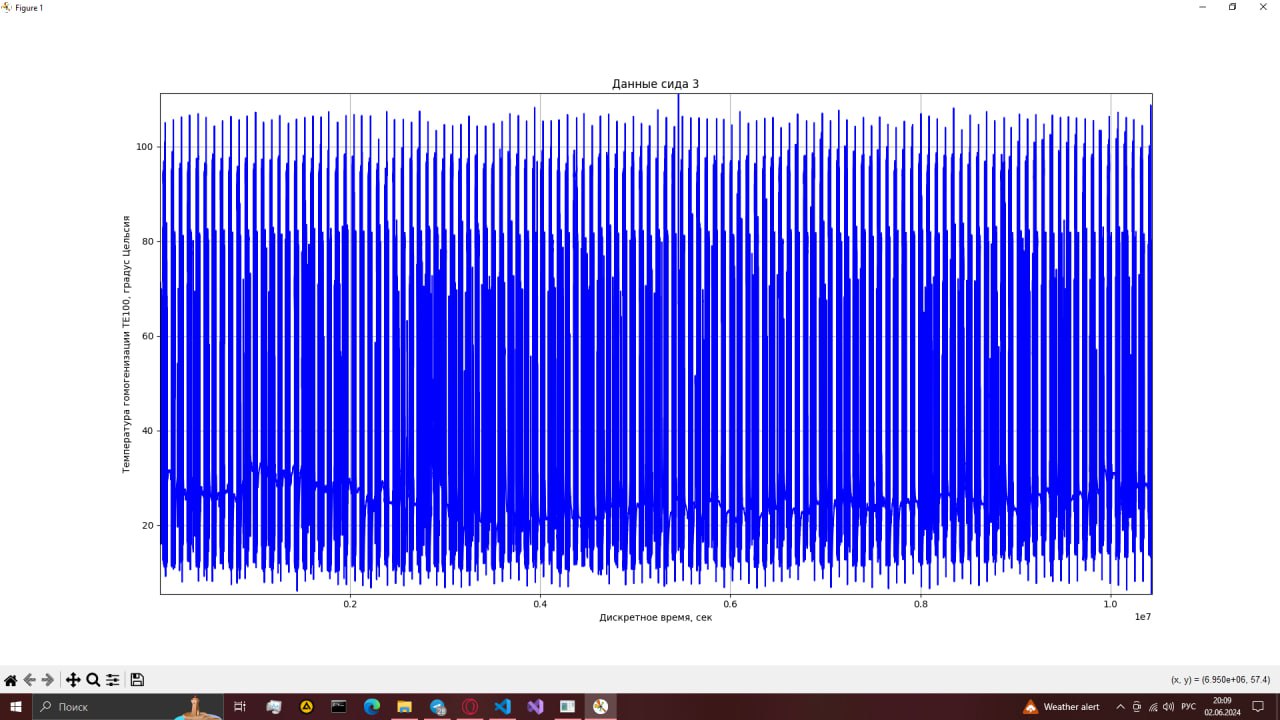 Figure 1
Данные сида 3
Температура гомогенизации TE100, градус Цельсия
100
80
60
40
20
0.2
0.4
0.6
0.8
1.0
1e7
Дискретное время, сек
(x, y) = (6.950e+06, 57.4)
Поиск
Weather alert
РУС
20:09
02.06.2024